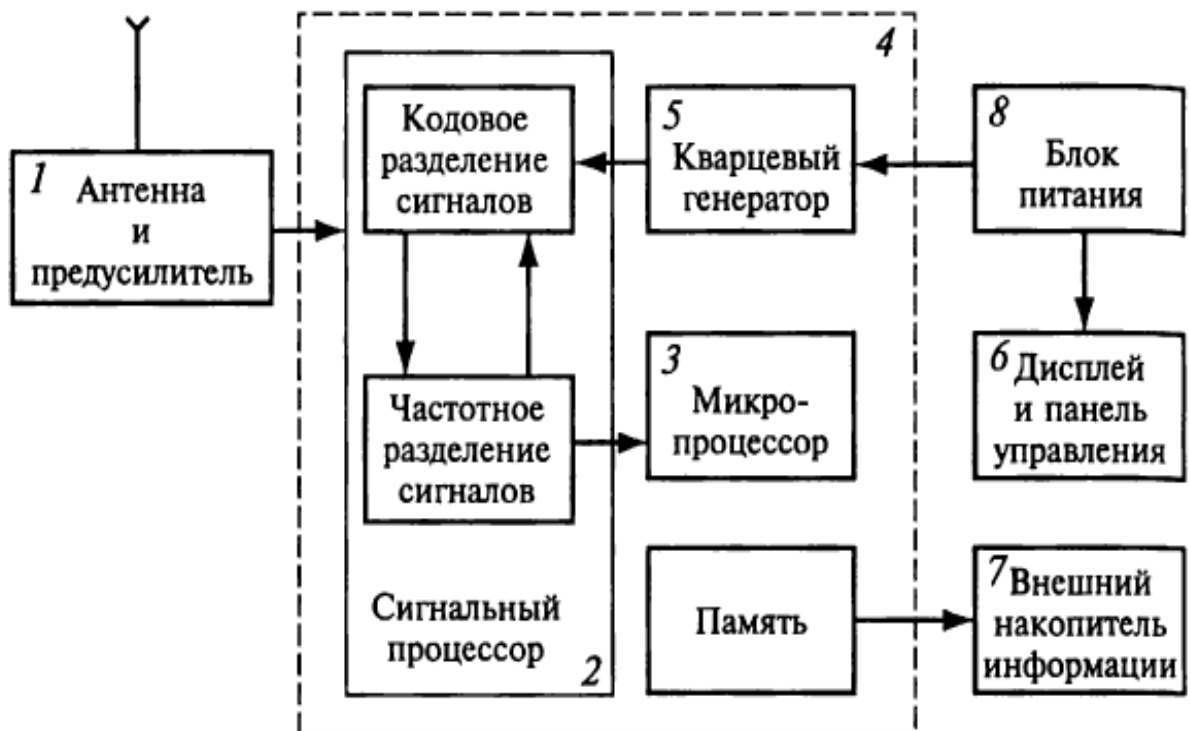 4
1
Антенна
и
предусилитель
Кодовое
разделение
сигналов
5
Кварцевый
генератор
8
Блок
питания
Частотное
разделение
сигналов
3
Микро-
процессор
6 Дисплей
и панель
управления
Сигнальный
процессор
2
Память
7 Внешний
накопитель
информации